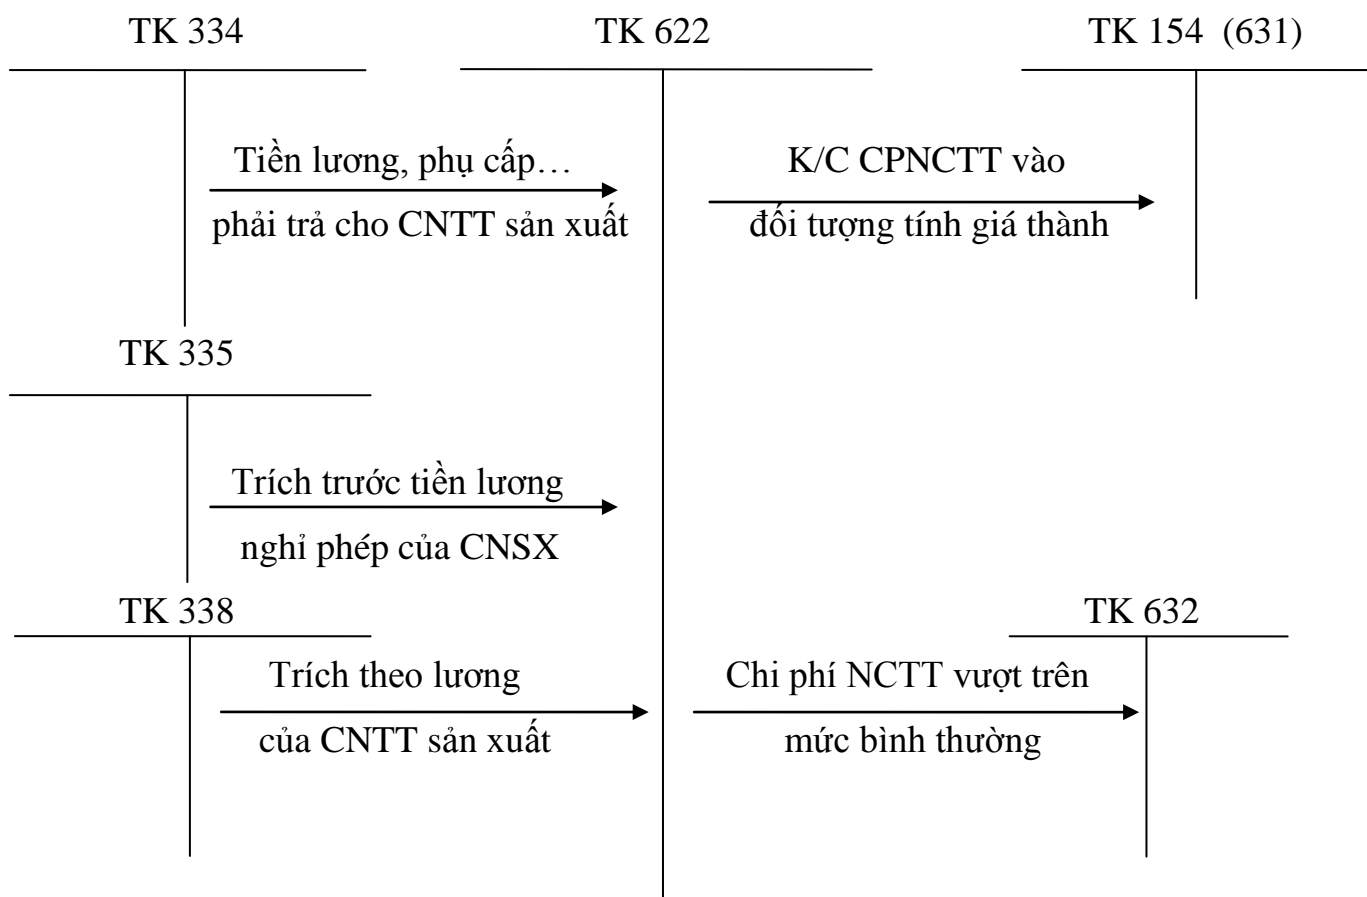 TK 334
TK 622
TK 154 (631)
Tiền lương, phụ cấp…
phải trả cho CNTT sản xuất
K/C CPNCTT vào
đối tượng tính giá thành
TK 335
Trích trước tiền lương
nghỉ phép của CNSX
TK 338
TK 632
Trích theo lương
của CNTT sản xuất
Chi phí NCTT vượt trên
mức bình thường